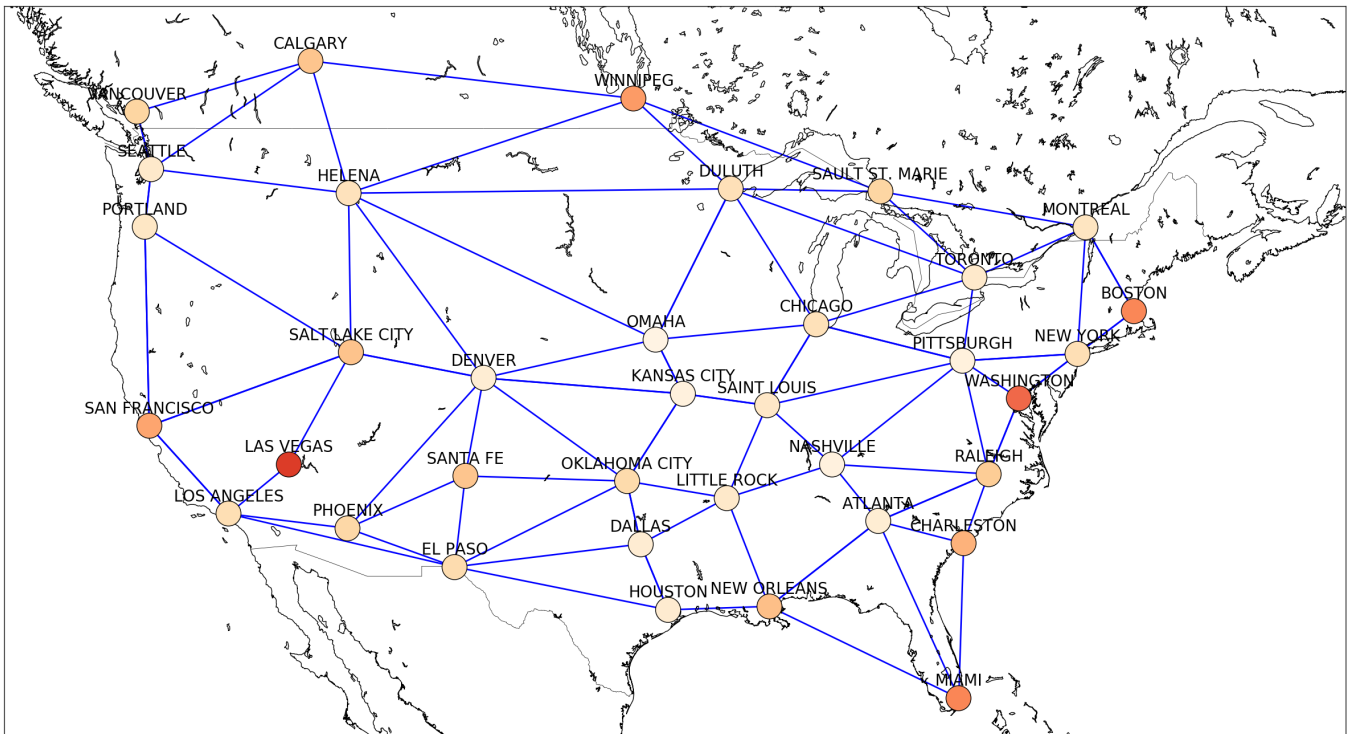 CALGARY
WINNIPEG
VANCOUVER
SEATTLE
HELENA
DULUTH
SAULT ST. MARIE
PORTLAND
MONTREAL
TORONTO
BOSTON
CHICAGO
OMAHA
SALT LAKE CITY
NEW YORK
PITTSBURGH
DENVER
KANSAS CITY
SAINT LOUIS
WASHINGTON
SAN FRANCISCO
LAS VEGAS
NASHVILLE
SANTA FE
OKLAHOMA CITY
RALEIGH
LITTLE ROCK
LOS ANGELES
PHOENIX
ATLANTA
DALLAS
CHARLESTON
EL PASO
HOUSTON
NEW ORLEANS
MIAMI